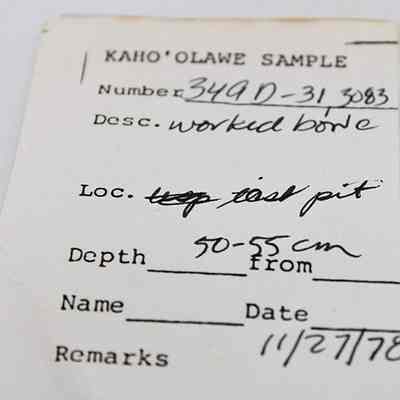 KAHO'OLAWE SAMPLE
Number 349D-31, 3083
Desc. worked bone
Loc. test pit
Depth 50-55 cm from
Name Date
Remarks 11/27/78